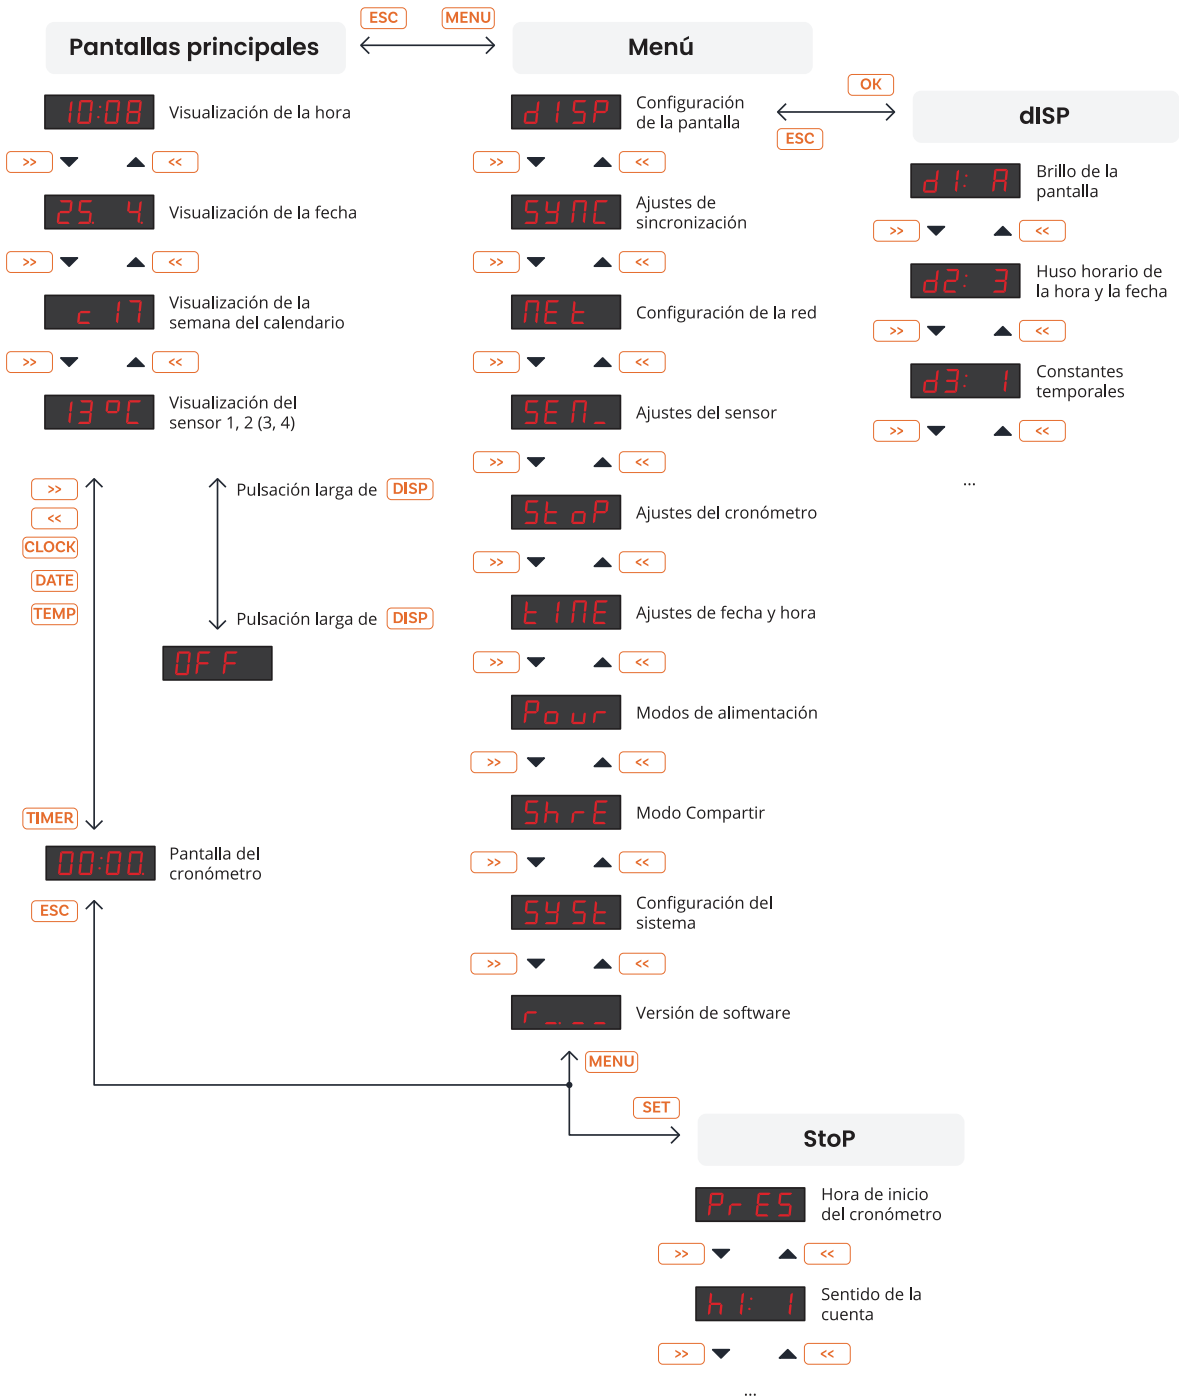 ESC MENU
Pantallas principales
10:08 Visualización de la hora
>> <<
25. 4. Visualización de la fecha
>> <<
c 17 Visualización de la
semana del calendario
>> <<
13 °C Visualización del
sensor 1, 2 (3, 4)
>>
<<
CLOCK
DATE
TEMP
Pulsación larga de DISP
Pulsación larga de DISP
OFF
TIMER
00:00. Pantalla del
cronómetro
ESC
Menú
dISP Configuración
de la pantalla
>> <<
SYNC Ajustes de
sincronización
>> <<
NEt Configuración de la red
>> <<
SEN_ Ajustes del sensor
>> <<
StoP Ajustes del cronómetro
>> <<
tIME Ajustes de fecha y hora
>> <<
Pour Modos de alimentación
>> <<
ShrE Modo Compartir
>> <<
SYSt Configuración del
sistema
>> <<
r _._ _ Versión de software
MENU
SET
OK
ESC
dISP
d1: A Brillo de la
pantalla
>> <<
d2: 3 Huso horario de
la hora y la fecha
>> <<
d3: 1 Constantes
temporales
>> <<
...
StoP
PrES Hora de inicio
del cronómetro
>> <<
h1: 1 Sentido de la
cuenta
>> <<
...